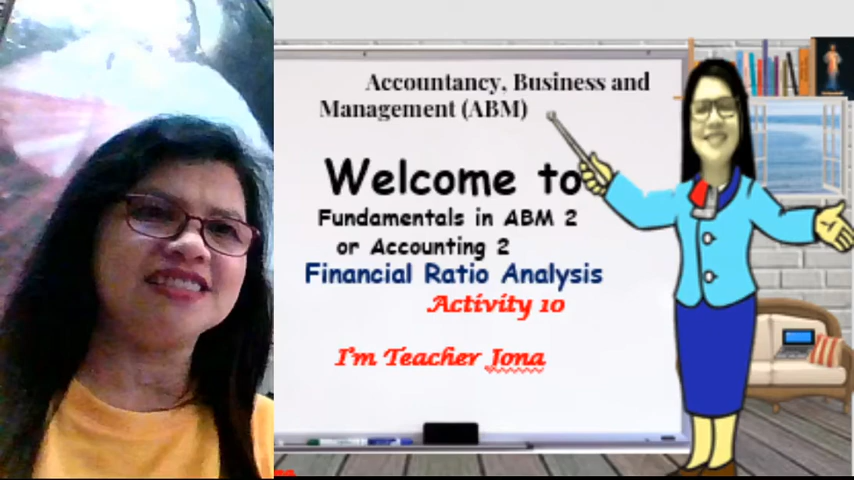 Accountancy, Business and
Management (ABM)
Welcome to
Fundamentals in ABM 2
or Accounting 2
Financial Ratio Analysis
Activity 10
I'm Teacher Jona